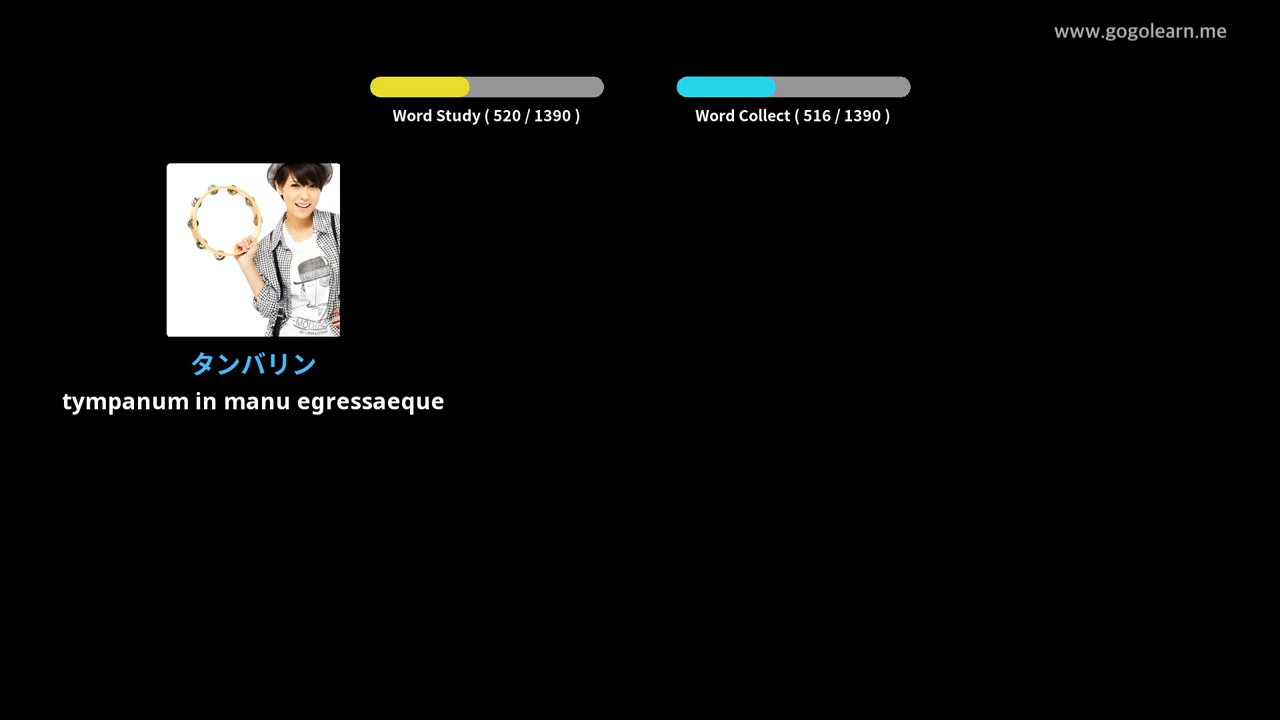 www.gogolearn.me
Word Study ( 520 / 1390 )
Word Collect ( 516 / 1390 )
タンバリン
tympanum in manu egressaeque